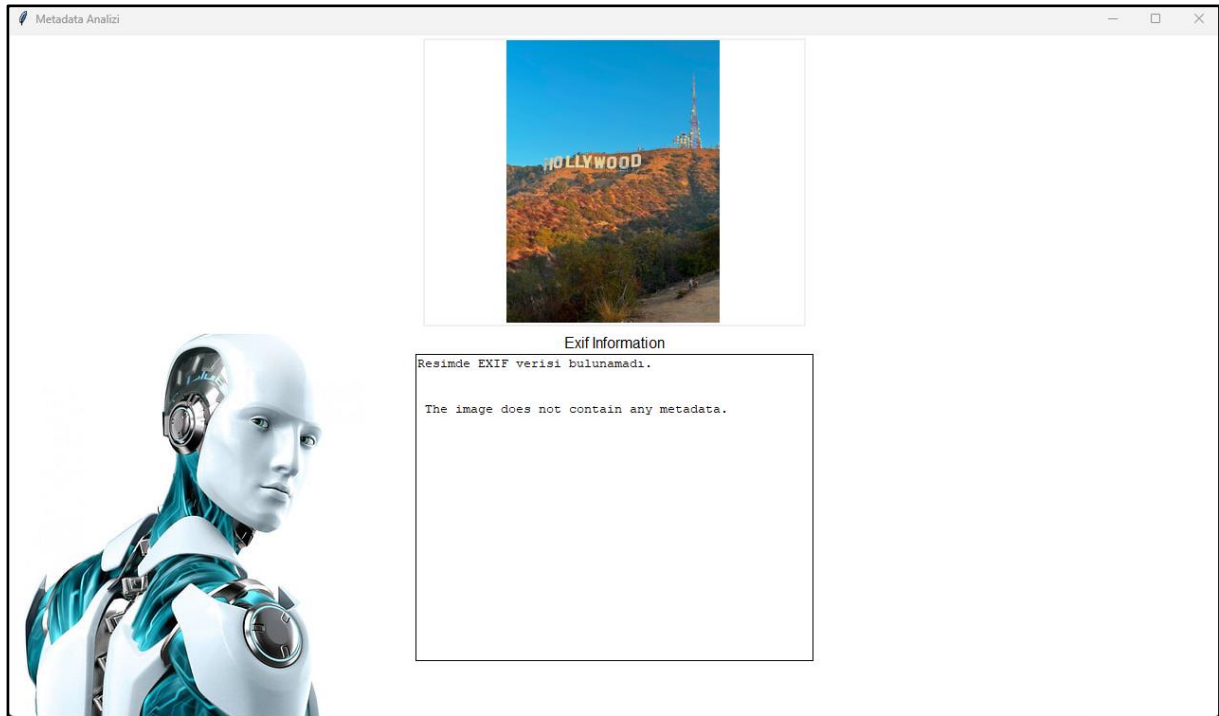 Metadata Analizi
HOLLYWOOD
Exif Information
Resimde EXIF verisi bulunamadı.
The image does not contain any metadata.